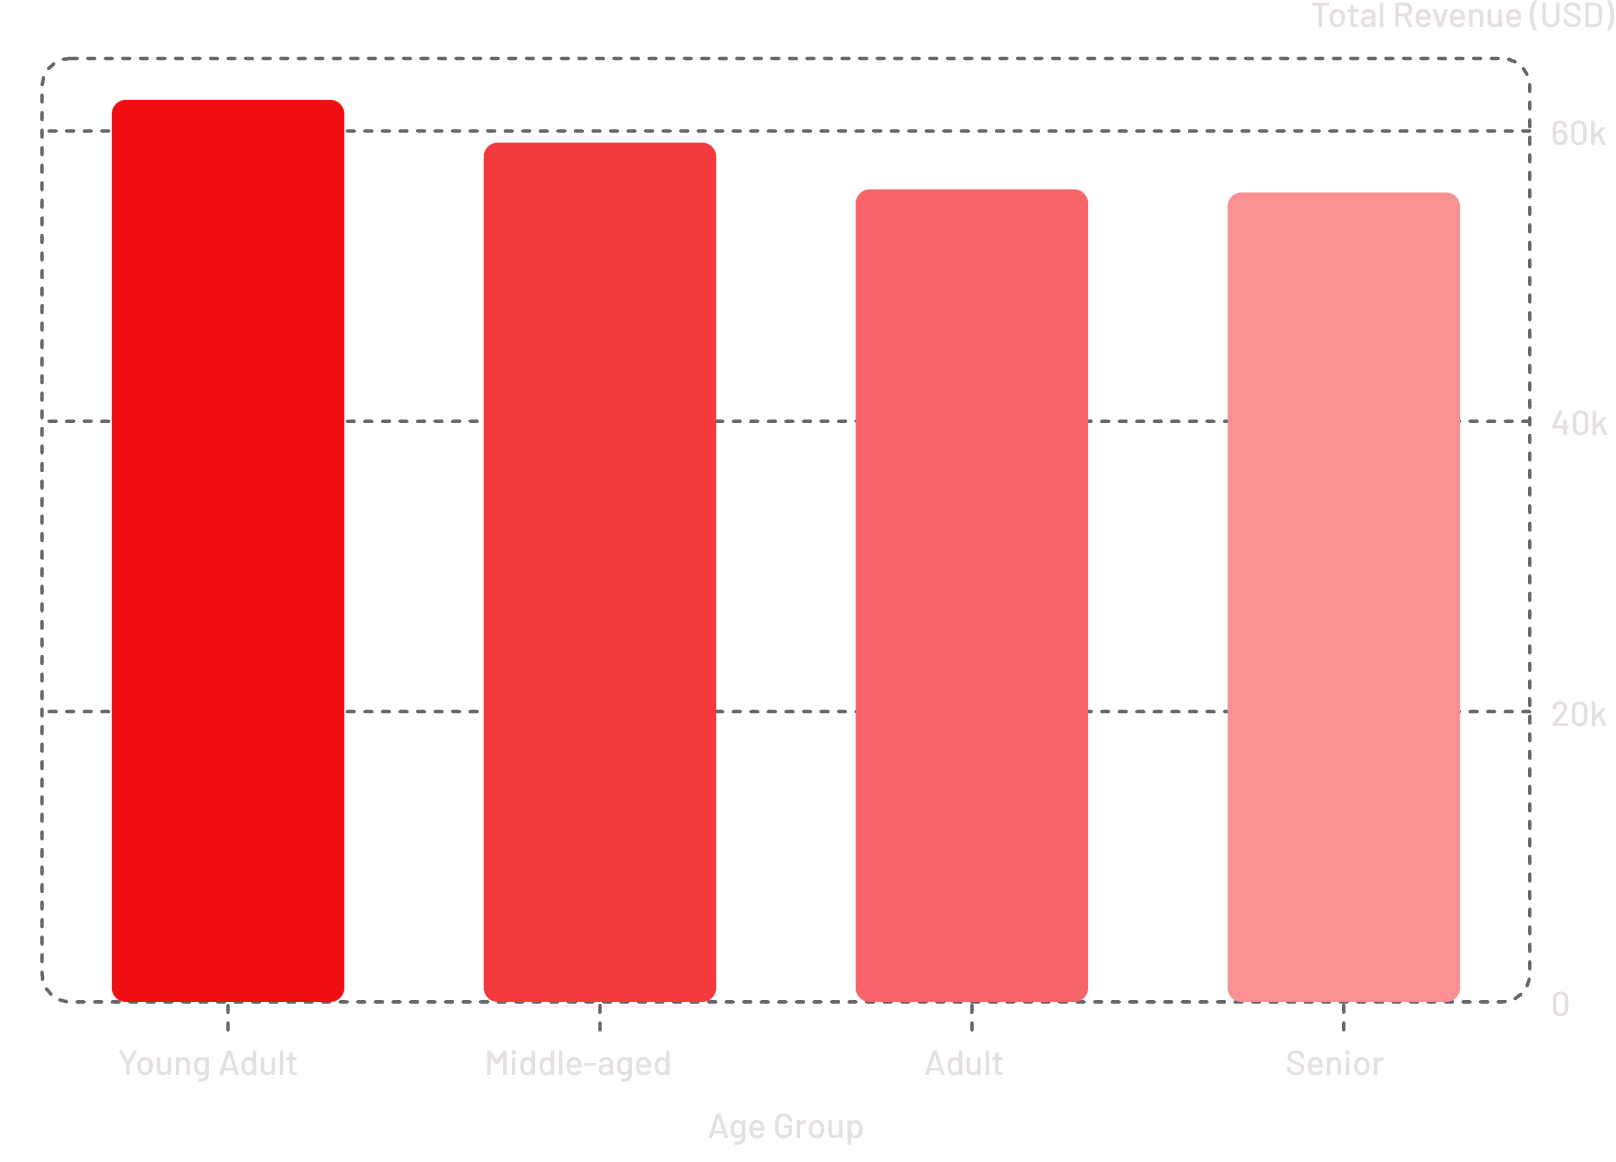 Total Revenue (USD)
60k
40k
20k
0
Young Adult
Middle-aged
Adult
Senior
Age Group